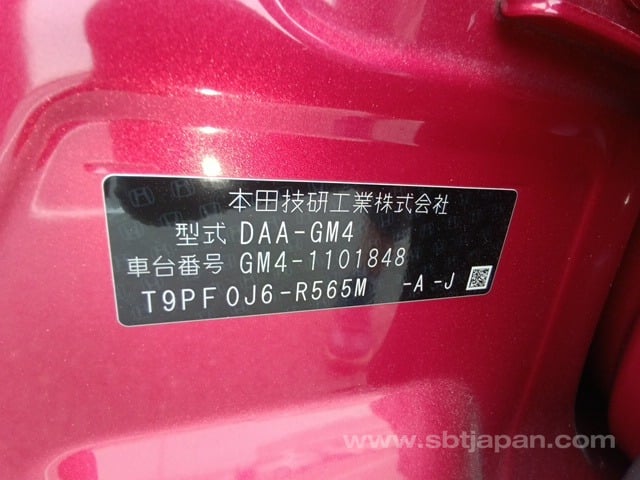 本田技研工業株式会社
型式 DAA-GM4
車台番号 GM4-1101848
T9PF0J6-R565M -A-J
www.sbtjapan.com